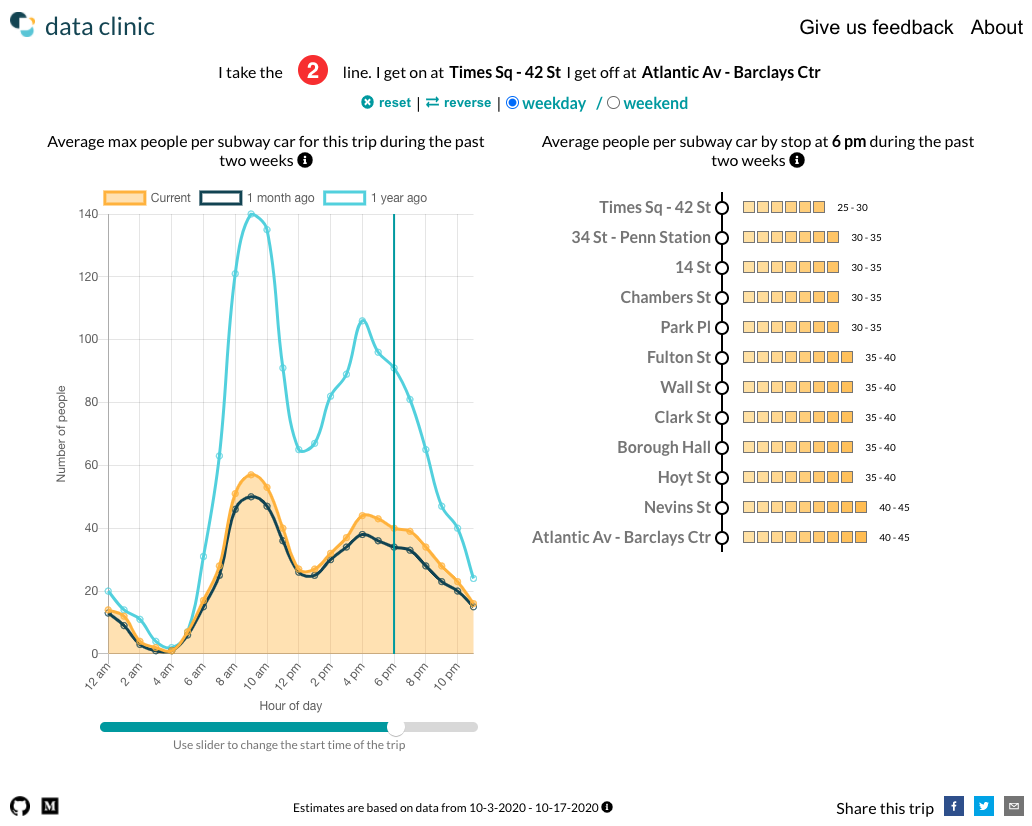 data clinic
Give us feedback About
I take the 2 line. I get on at Times Sq - 42 St I get off at Atlantic Av - Barclays Ctr
reset | reverse | weekday / weekend
Average max people per subway car for this trip during the past
two weeks
Current 1 month ago 1 year ago
140
120
100
80
60
40
20
0
Number of people
12 am 2 am 4 am 6 am 8 am 10 am 12 pm 2 pm 4 pm 6 pm 8 pm 10 pm
Hour of day
Use slider to change the start time of the trip
Average people per subway car by stop at 6 pm during the past
two weeks
Times Sq - 42 St 25 - 30
34 St - Penn Station 30 - 35
14 St 30 - 35
Chambers St 30 - 35
Park Pl 30 - 35
Fulton St 35 - 40
Wall St 35 - 40
Clark St 35 - 40
Borough Hall 35 - 40
Hoyt St 35 - 40
Nevins St 40 - 45
Atlantic Av - Barclays Ctr 40 - 45
Estimates are based on data from 10-3-2020 - 10-17-2020
Share this trip